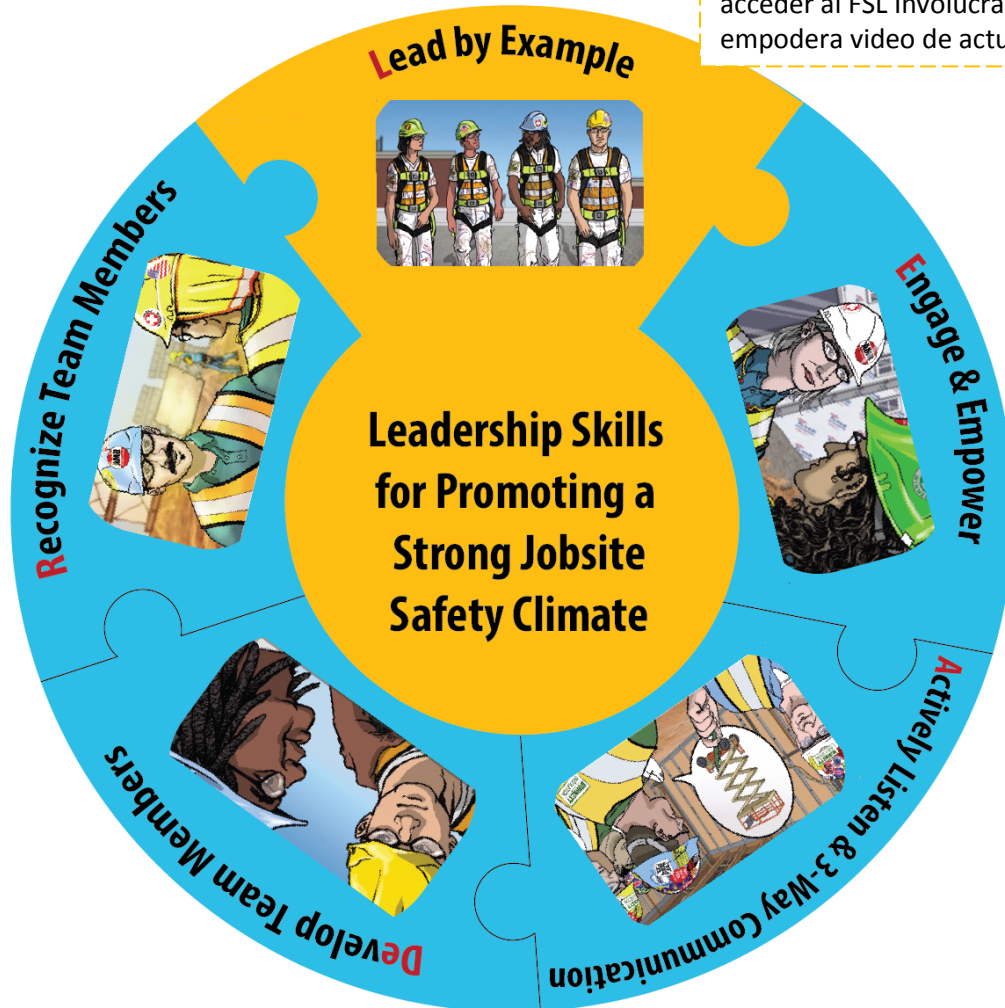 acceder al FSL Involucra
empodera video de actu
Lead by Example
Engage & Empower
Actively Listen & 3-Way Communication
Develop Team Members
Recognize Team Members
Leadership Skills
for Promoting a
Strong Jobsite
Safety Climate